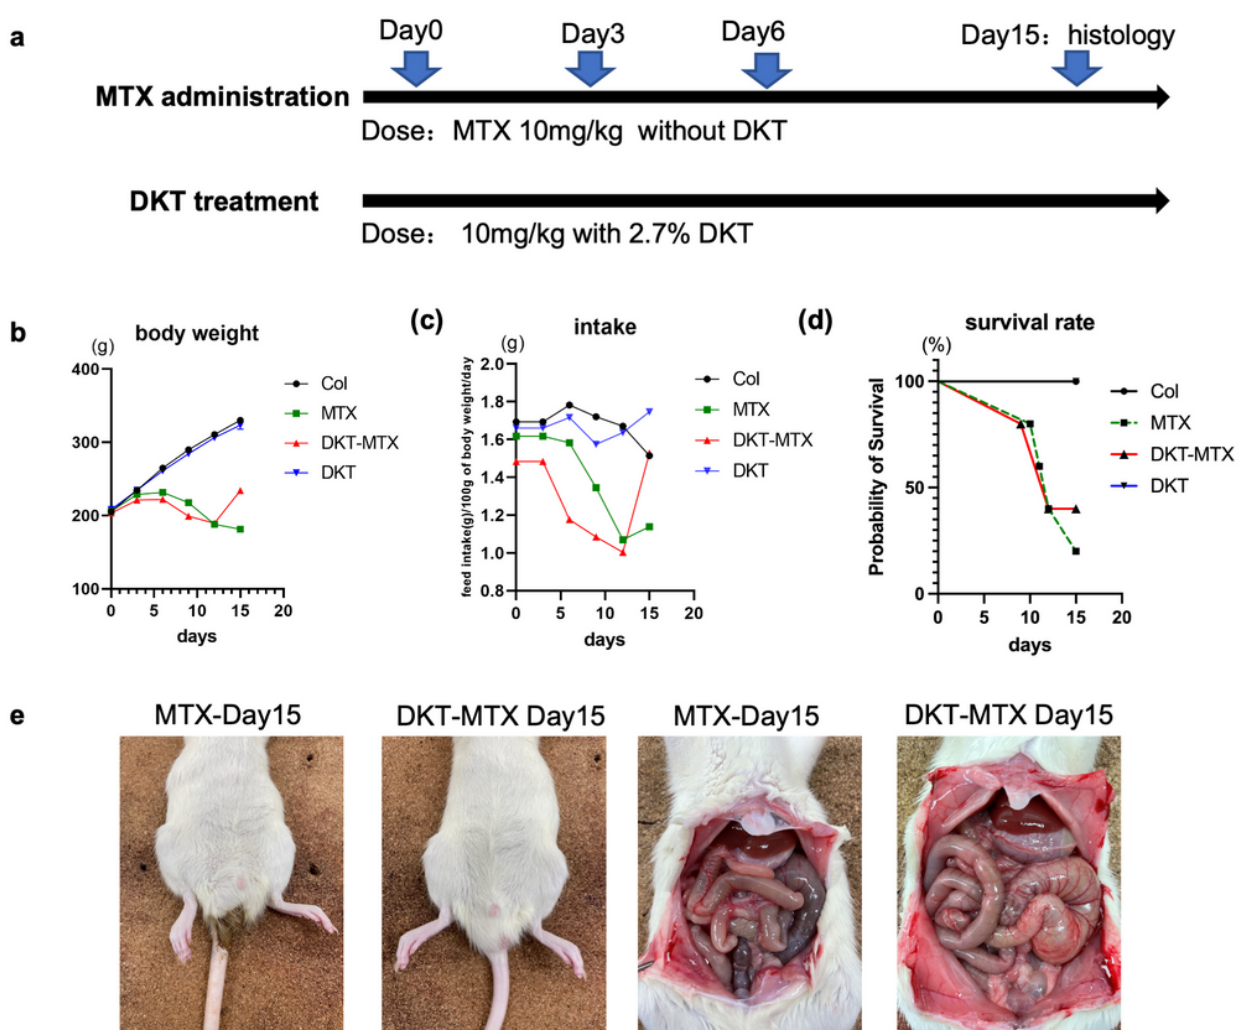 a
Day0 Day3 Day6 Day15： histology
MTX administration
Dose： MTX 10mg/kg without DKT
DKT treatment
Dose： 10mg/kg with 2.7% DKT
b
body weight
(g)
400
300
200
100
0 5 10 15 20
days
Col
MTX
DKT-MTX
DKT
(c)
intake
(g)
feed intake(g)/100g of body weight/day
2.0
1.8
1.6
1.4
1.2
1.0
0.8
0 5 10 15 20
days
Col
MTX
DKT-MTX
DKT
(d)
survival rate
(%)
Probability of Survival
100
50
0
0 5 10 15 20
days
Col
MTX
DKT-MTX
DKT
e
MTX-Day15 DKT-MTX Day15 MTX-Day15 DKT-MTX Day15